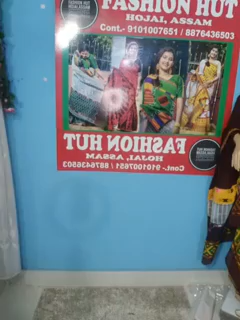 FASHION HUT
HOJAI, ASSAM
Cont.- 9101007651 / 8876436503
FASHION HUT
HOJAI, ASSAM
Cont.- 9101007651 / 8876436503